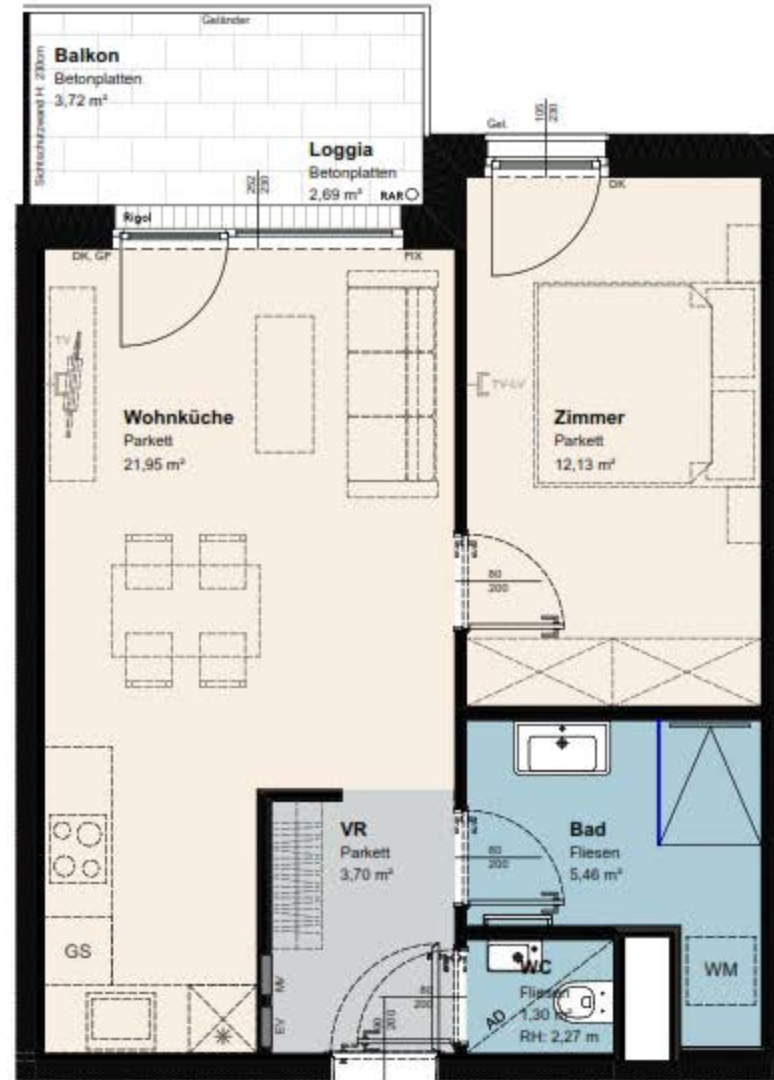 Geländer
Sichtschutzwand H. 230cm
Balkon
Betonplatten
3,72 m²
Loggia
Betonplatten
2,69 m²
RAR
Rigol
252
230
Gel.
105
230
DK
DK, GF
FIX
TV
TV-LV
Wohnküche
Parkett
21,95 m²
Zimmer
Parkett
12,13 m²
80
200
VR
Parkett
3,70 m²
80
200
Bad
Fliesen
5,46 m²
GS
WM
WC
Fliesen
1,30 m²
RH: 2,27 m
AD
80
200
EV